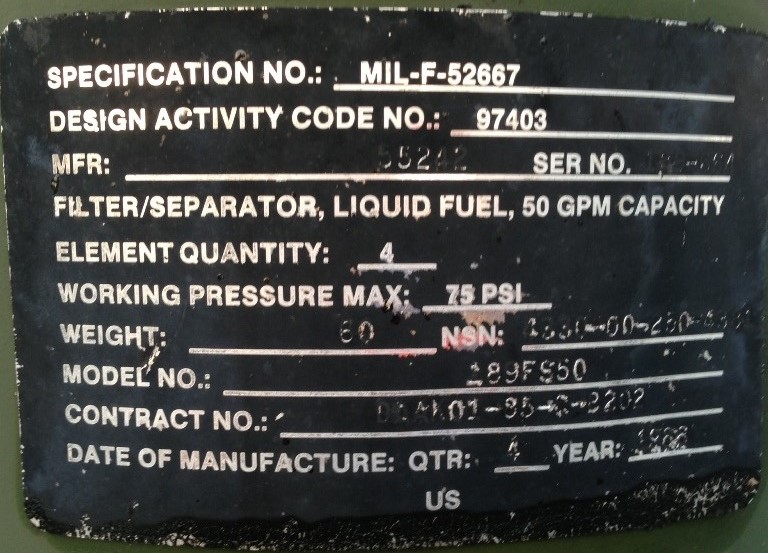 SPECIFICATION NO.: MIL-F-52667
DESIGN ACTIVITY CODE NO.: 97403
MFR: 55242 SER NO.
FILTER/SEPARATOR, LIQUID FUEL, 50 GPM CAPACITY
ELEMENT QUANTITY: 4
WORKING PRESSURE MAX: 75 PSI
WEIGHT: 60 NSN:
MODEL NO.: 189FS50
CONTRACT NO.:
DATE OF MANUFACTURE: QTR: 4 YEAR:
US